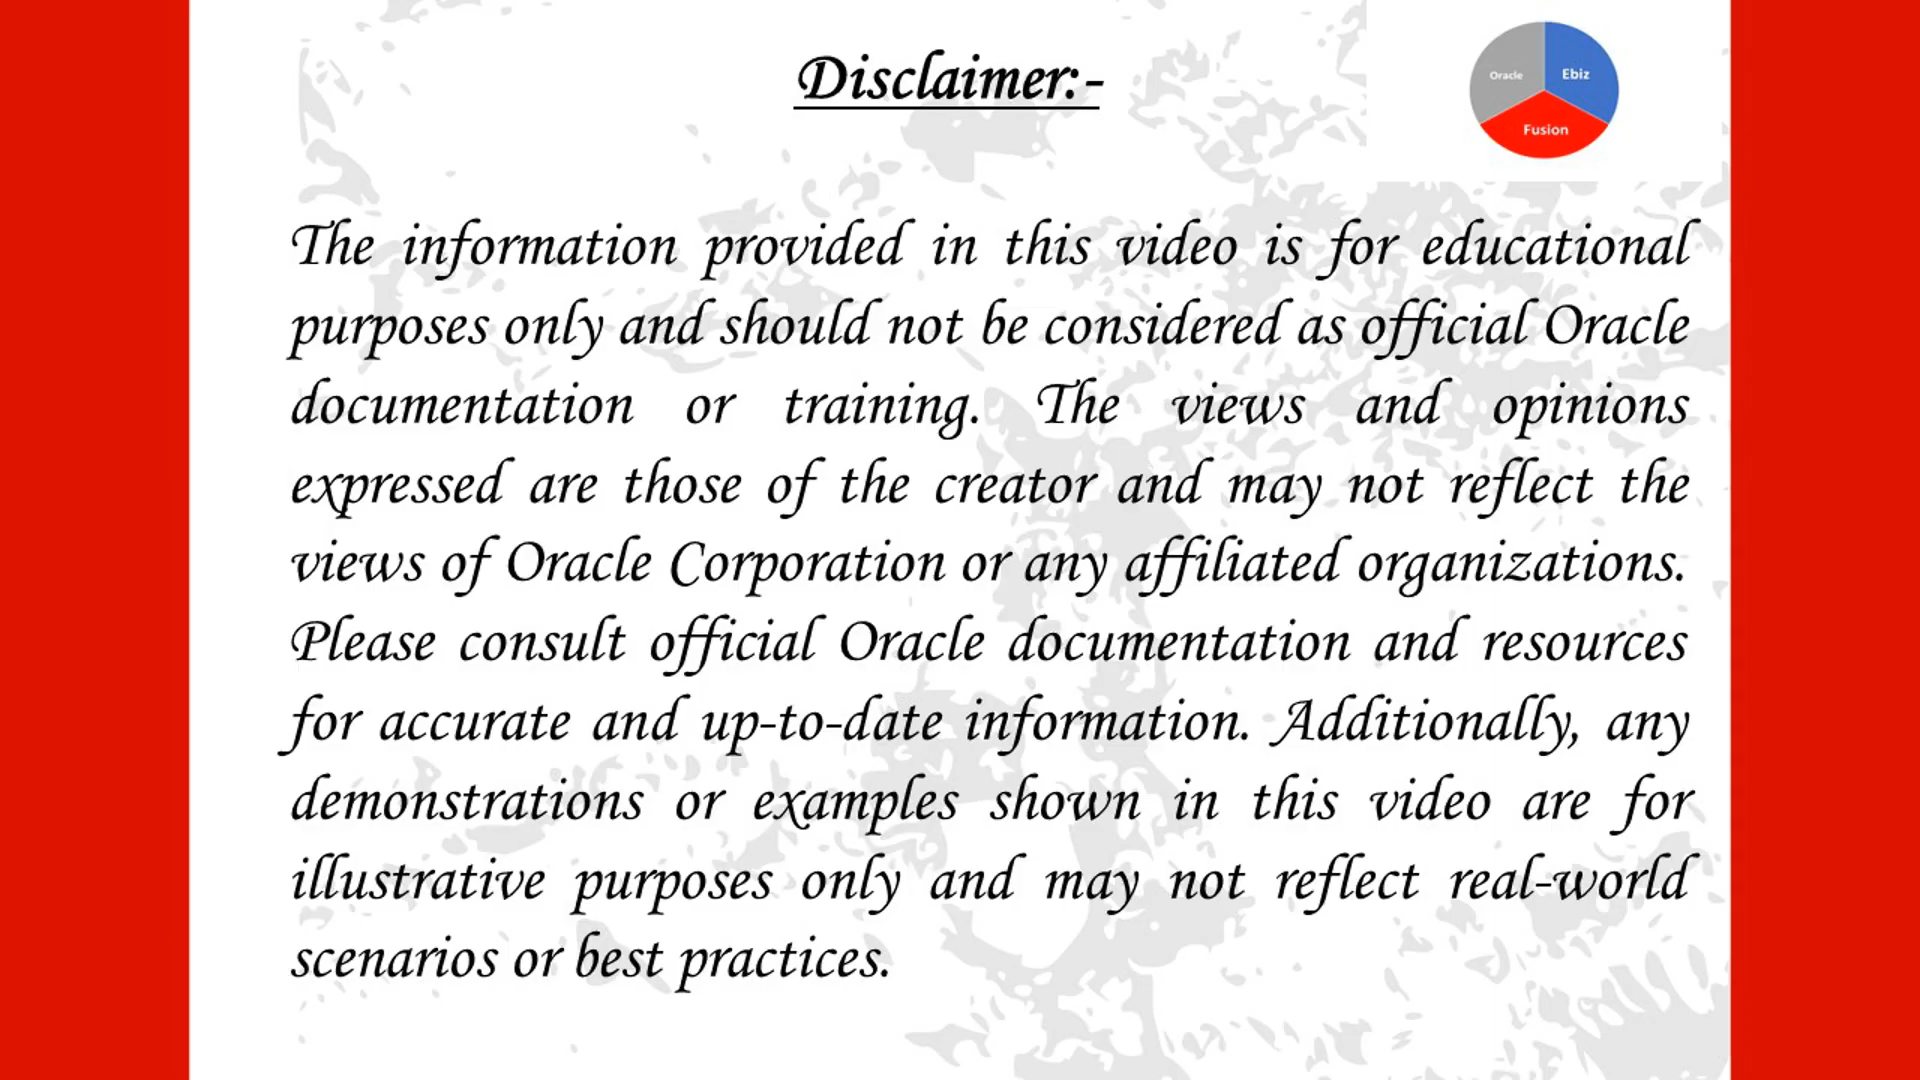 Disclaimer:-
Oracle
Ebiz
Fusion
The information provided in this video is for educational
purposes only and should not be considered as official Oracle
documentation or training. The views and opinions
expressed are those of the creator and may not reflect the
views of Oracle Corporation or any affiliated organizations.
Please consult official Oracle documentation and resources
for accurate and up-to-date information. Additionally, any
demonstrations or examples shown in this video are for
illustrative purposes only and may not reflect real-world
scenarios or best practices.